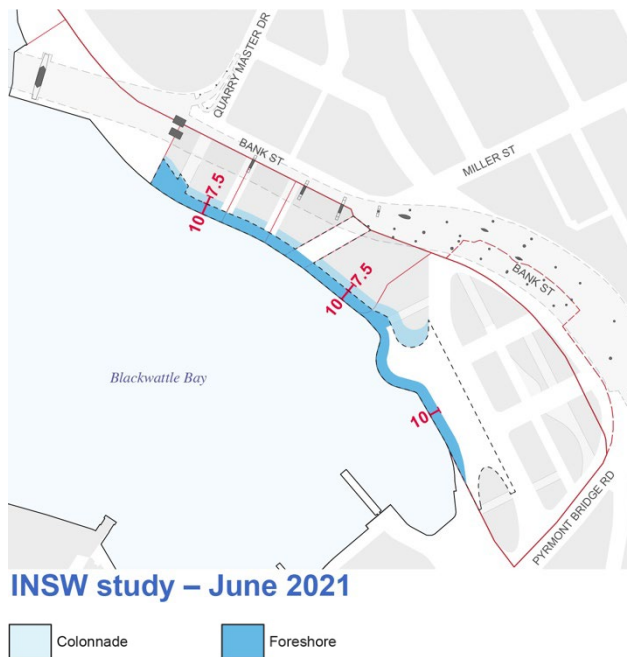 QUARRY MASTER DR
BANK ST
MILLER ST
10 7.5
10 7.5
BANK ST
Blackwattle Bay
10
PYRMONT BRIDGE RD
INSW study – June 2021
Colonnade
Foreshore